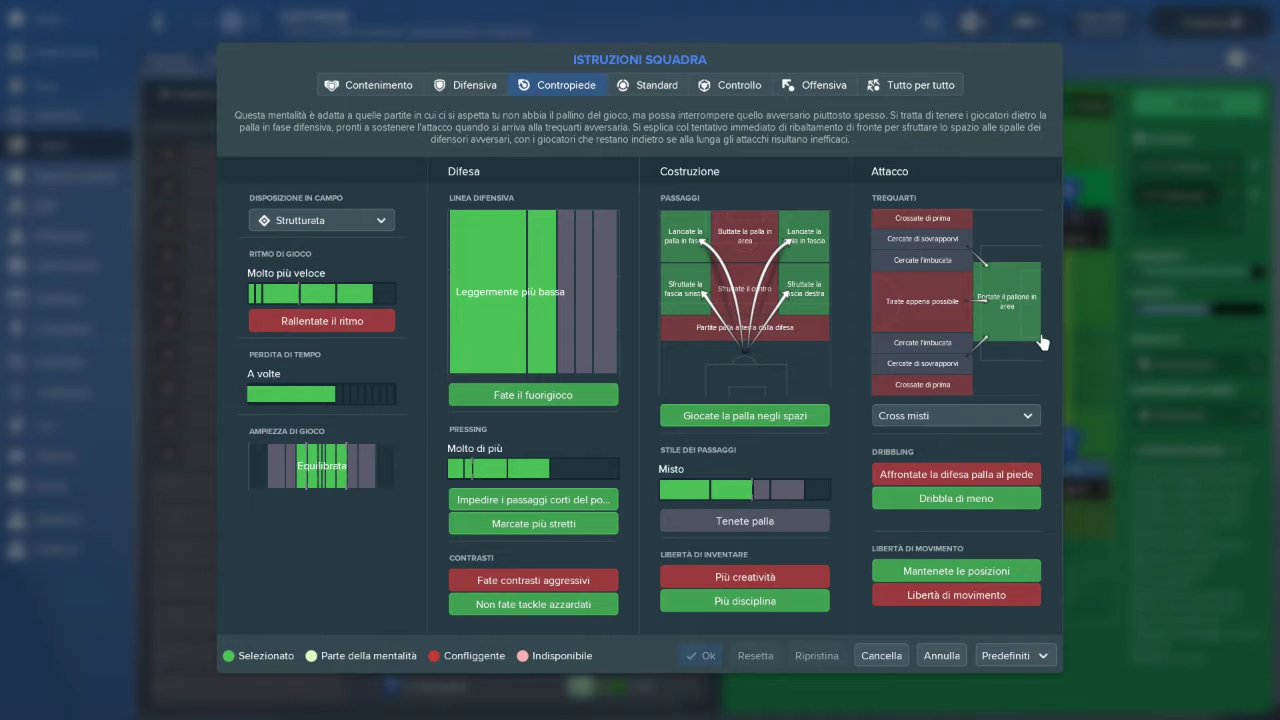 ISTRUZIONI SQUADRA
Contenimento
Difensiva
Contropiede
Standard
Controllo
Offensiva
Tutto per tutto
Questa mentalità è adatta a quelle partite in cui ci si aspetta tu non abbia il pallino del gioco, ma possa interrompere quello avversario piuttosto spesso. Si tratta di tenere i giocatori dietro la
palla in fase difensiva, pronti a sostenere l'attacco quando si arriva alla trequarti avversaria. Si esplica col tentativo immediato di ribaltamento di fronte per sfruttare lo spazio alle spalle dei
difensori avversari, con i giocatori che restano indietro se alla lunga gli attacchi risultano inefficaci.
DISPOSIZIONE IN CAMPO
Strutturata
RITMO DI GIOCO
Molto più veloce
Rallentate il ritmo
PERDITA DI TEMPO
A volte
AMPIEZZA DI GIOCO
Equilibrata
Difesa
LINEA DIFENSIVA
Leggermente più bassa
Fate il fuorigioco
PRESSING
Molto di più
Impedire i passaggi corti del po...
Marcate più stretti
CONTRASTI
Fate contrasti aggressivi
Non fate tackle azzardati
Costruzione
PASSAGGI
Lanciate la
palla in fascia
Buttate la palla in
area
Lanciate la
palla in fascia
Sfruttate la
fascia sinistra
Sfruttate il centro
Sfruttate la
fascia destra
Partite palla a terra dalla difesa
Giocate la palla negli spazi
STILE DEI PASSAGGI
Misto
Tenete palla
LIBERTÀ DI INVENTARE
Più creatività
Più disciplina
Attacco
TREQUARTI
Crossate di prima
Cercate di sovrapporvi
Cercate l'imbucata
Tirate appena possibile
Portate il pallone in
area
Cercate l'imbucata
Cercate di sovrapporvi
Crossate di prima
Cross misti
DRIBBLING
Affrontate la difesa palla al piede
Dribbla di meno
LIBERTÀ DI MOVIMENTO
Mantenete le posizioni
Libertà di movimento
Selezionato
Parte della mentalità
Confliggente
Indisponibile
Ok
Resetta
Ripristina
Cancella
Annulla
Predefiniti